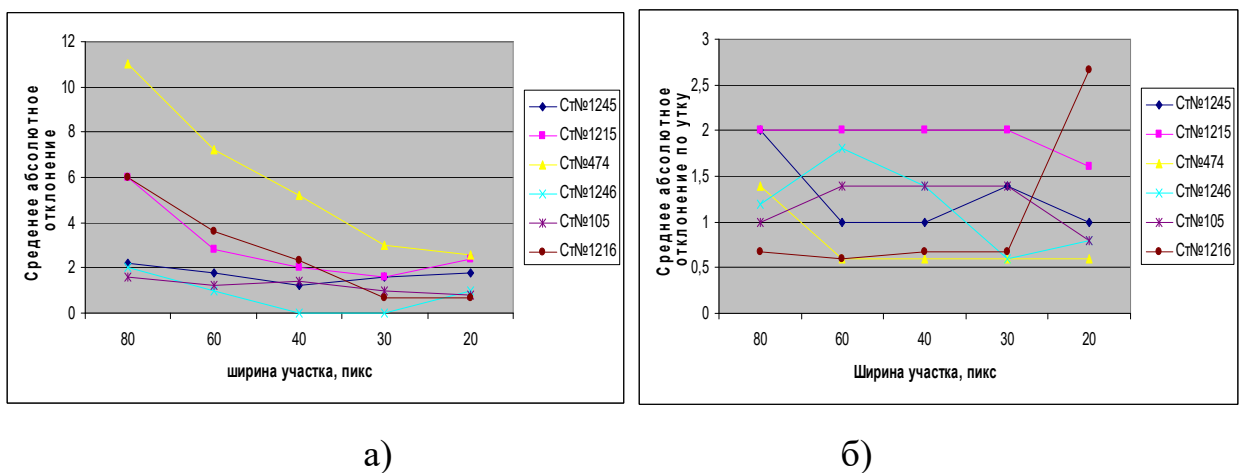 Среденее абсолютное
отклонение
12
10
8
6
4
2
0
80 60 40 30 20
ширина участка, пикс
Ст№1245
Ст№1215
Ст№474
Ст№1246
Ст№105
Ст№1216
Среднее абсолютное
отклонение по утку
3
2,5
2
1,5
1
0,5
0
80 60 40 30 20
Ширина участка, пикс
Ст№1245
Ст№1215
Ст№474
Ст№1246
Ст№105
Ст№1216
а) б)